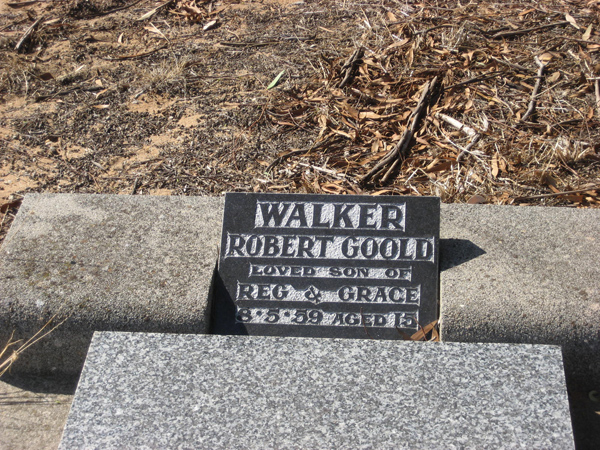 WALKER
ROBERT GOOLD
LOVED SON OF
REG & GRACE
8·5·59 AGED 15